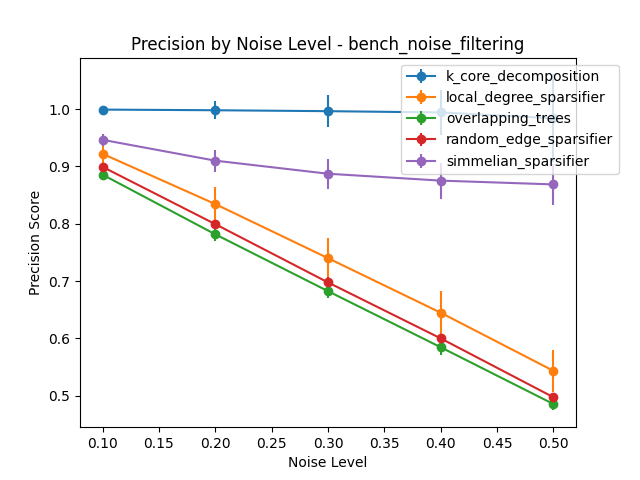 Precision by Noise Level - bench_noise_filtering
k_core_decomposition
local_degree_sparsifier
overlapping_trees
random_edge_sparsifier
simmelian_sparsifier
Precision Score
1.0
0.9
0.8
0.7
0.6
0.5
0.10 0.15 0.20 0.25 0.30 0.35 0.40 0.45 0.50
Noise Level